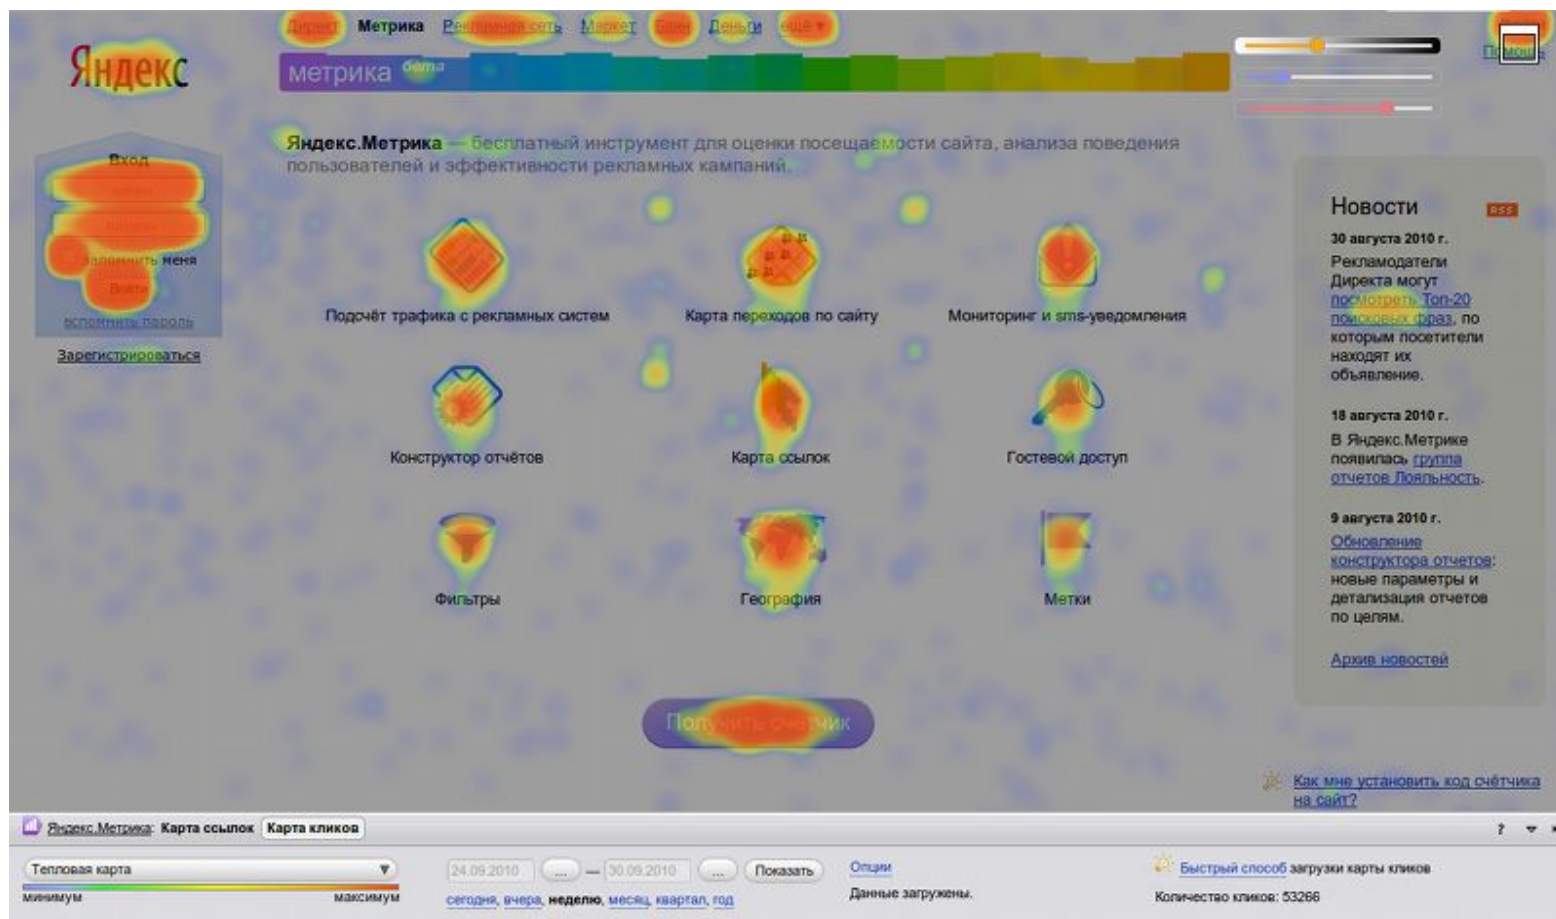 Директ Метрика Рекламная сеть Маркет Баян Деньги ещё ▼
Помощь
Яндекс
метрика бета
Яндекс.Метрика — бесплатный инструмент для оценки посещаемости сайта, анализа поведения
пользователей и эффективности рекламных кампаний.
Вход
запомнить меня
Войти
вспомнить пароль
Зарегистрироваться
Подсчёт трафика с рекламных систем
Карта переходов по сайту
Мониторинг и sms-уведомления
Конструктор отчётов
Карта ссылок
Гостевой доступ
Фильтры
География
Метки
Получить счетчик
Новости
RSS
30 августа 2010 г.
Рекламодатели
Директа могут
посмотреть Топ-20
поисковых фраз, по
которым посетители
находят их
объявление.
18 августа 2010 г.
В Яндекс.Метрике
появилась группа
отчетов Лояльность.
9 августа 2010 г.
Обновление
конструктора отчетов:
новые параметры и
детализация отчетов
по целям.
Архив новостей
Как мне установить код счётчика
на сайт?
Яндекс.Метрика: Карта ссылок Карта кликов
?
Тепловая карта
минимум максимум
24.09.2010 ... — 30.09.2010 ... Показать
сегодня, вчера, неделю, месяц, квартал, год
Опции
Данные загружены.
Быстрый способ загрузки карты кликов
Количество кликов: 53266